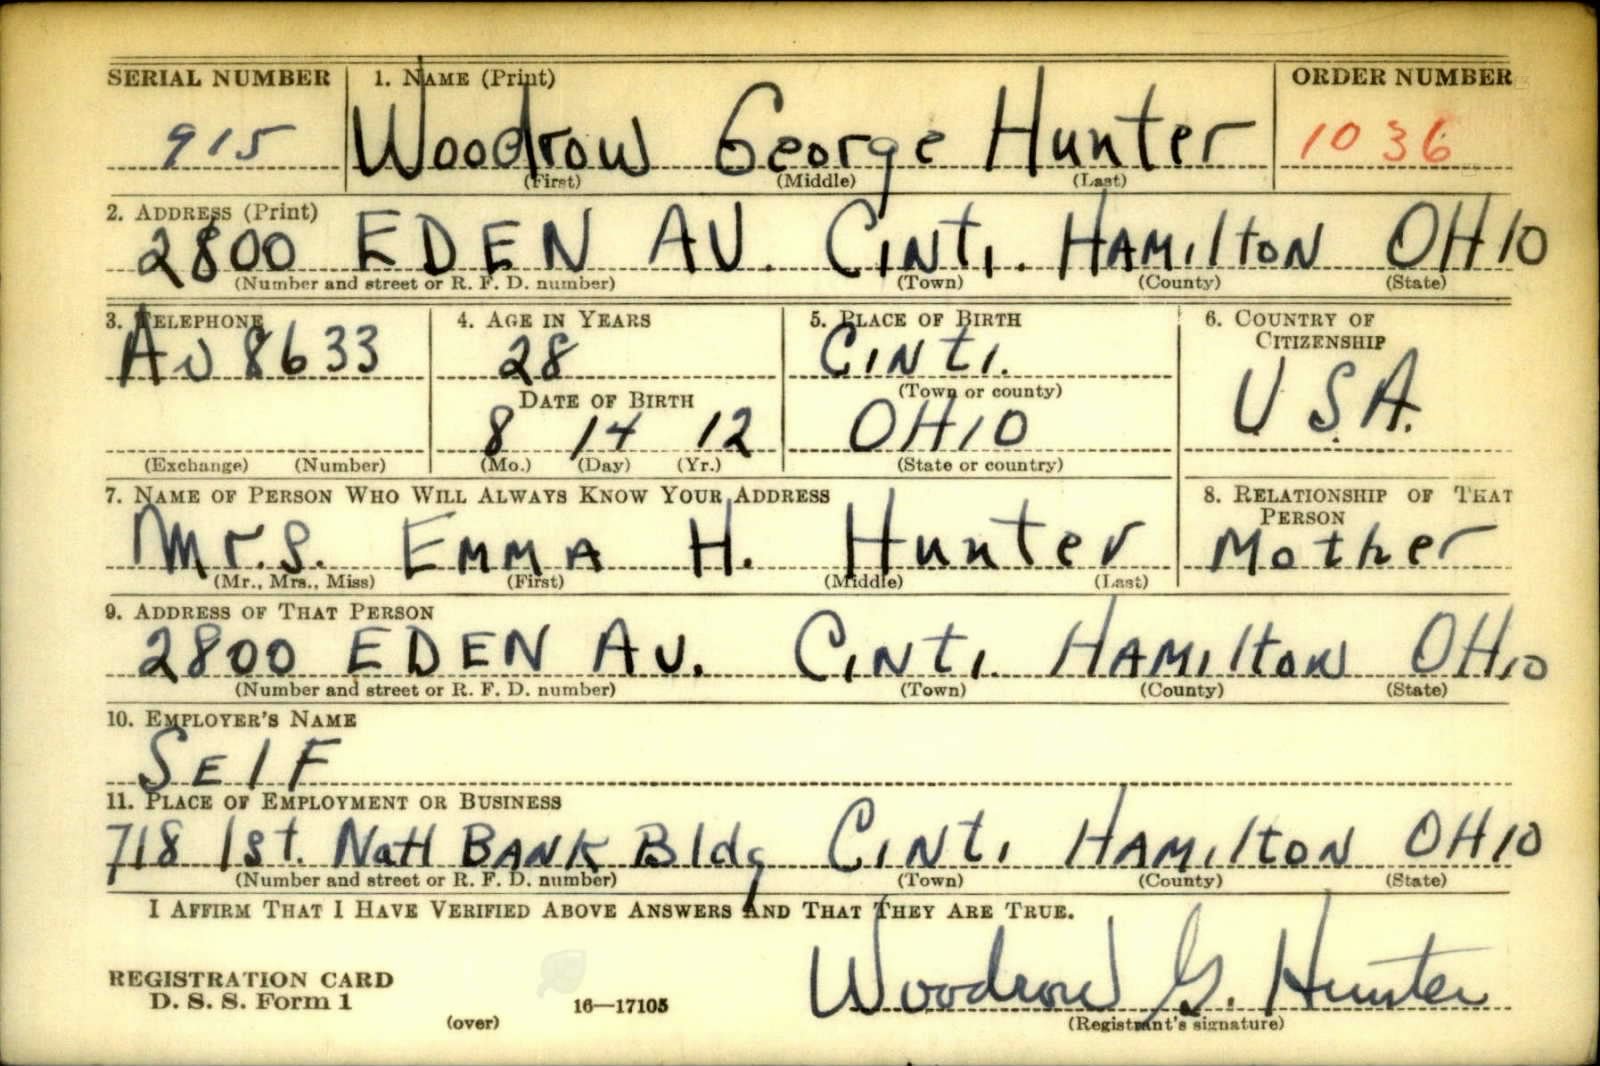 SERIAL NUMBER 1. NAME (Print) ORDER NUMBER
915 Woodrow George Hunter 1036
(First) (Middle) (Last)
2. ADDRESS (Print)
2800 EDEN AV. CINTI. HAMILTON OHIO
(Number and street or R. F. D. number) (Town) (County) (State)
3. TELEPHONE 4. AGE IN YEARS 5. PLACE OF BIRTH 6. COUNTRY OF
CITIZENSHIP
AV 8633 28 CINTI. U.S.A.
(Town or county)
DATE OF BIRTH
8 14 12 OHIO
(Exchange) (Number) (Mo.) (Day) (Yr.) (State or country)
7. NAME OF PERSON WHO WILL ALWAYS KNOW YOUR ADDRESS 8. RELATIONSHIP OF THAT
PERSON
Mrs. EMMA H. Hunter Mother
(Mr., Mrs., Miss) (First) (Middle) (Last)
9. ADDRESS OF THAT PERSON
2800 EDEN AV. CINTI. HAMILTON OHIO
(Number and street or R. F. D. number) (Town) (County) (State)
10. EMPLOYER'S NAME
SElF
11. PLACE OF EMPLOYMENT OR BUSINESS
718 1st. Natl BANK Bldg CINTI. HAMILTON OHIO
(Number and street or R. F. D. number) (Town) (County) (State)
I AFFIRM THAT I HAVE VERIFIED ABOVE ANSWERS AND THAT THEY ARE TRUE.
Woodrow G. Hunter
REGISTRATION CARD
D. S. S. Form 1 16—17105
(over) (Registrant's signature)